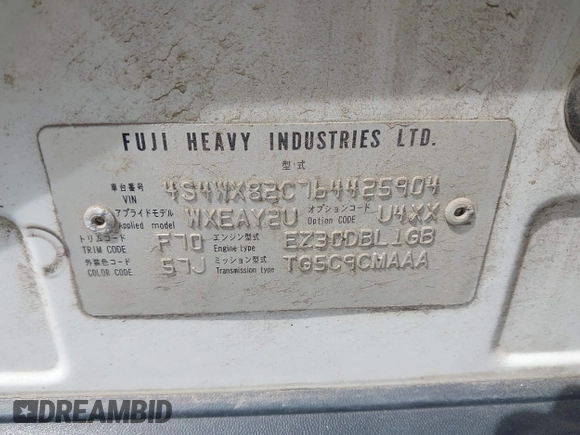 FUJI HEAVY INDUSTRIES LTD.
型式
車台番号
VIN 4S4WX82C764425904
アプライドモデル
Applied model WXEAY2U オプションコード
Option CODE U4XX
トリムコード
TRIM CODE F70 エンジン型式
Engine type EZ30DBL1GB
外装色コード
COLOR CODE 57J ミッション型式
Transmission type TG5C9CMAAA
DREAMBID